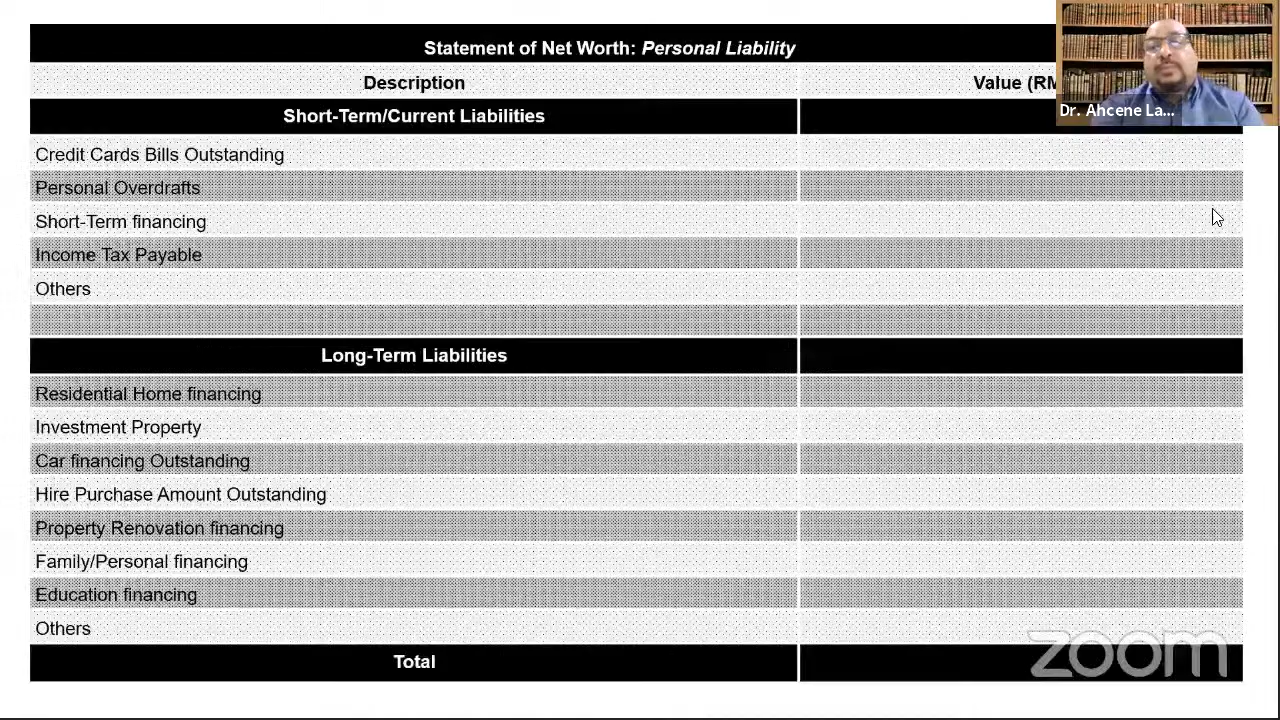 Statement of Net Worth: Personal Liability
Description Value (RM
Short-Term/Current Liabilities
Credit Cards Bills Outstanding
Personal Overdrafts
Short-Term financing
Income Tax Payable
Others
Long-Term Liabilities
Residential Home financing
Investment Property
Car financing Outstanding
Hire Purchase Amount Outstanding
Property Renovation financing
Family/Personal financing
Education financing
Others
Total
Dr. Ahcene La...
zoom